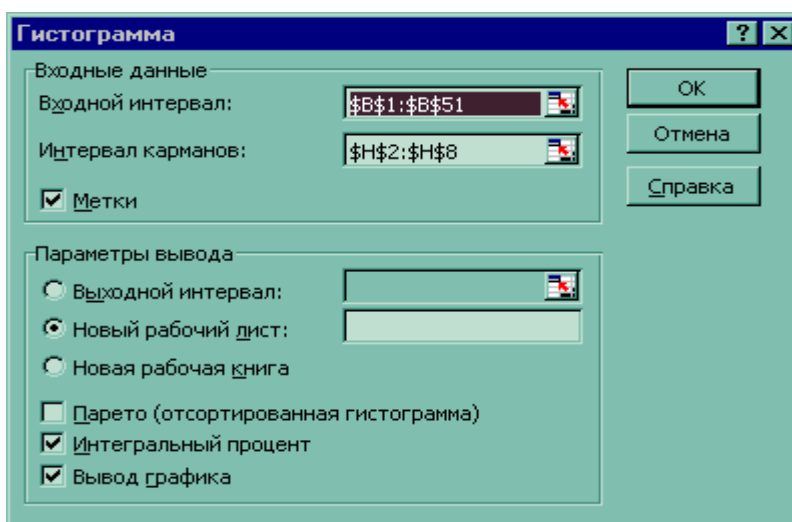 Гистограмма
Входные данные
Входной интервал: $B$1:$B$51
Интервал карманов: $H$2:$H$8
Метки
OK
Отмена
Справка
Параметры вывода
Выходной интервал:
Новый рабочий лист:
Новая рабочая книга
Парето (отсортированная гистограмма)
Интегральный процент
Вывод графика